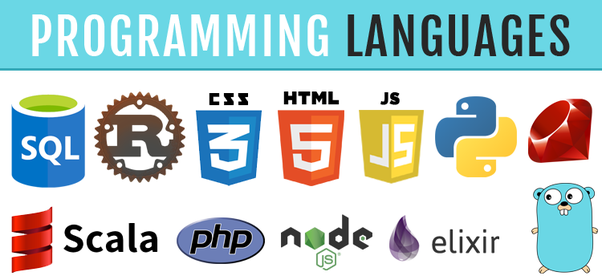 PROGRAMMING LANGUAGES
CSS HTML JS
SQL R 3 5 JS
Scala php node elixir
JS